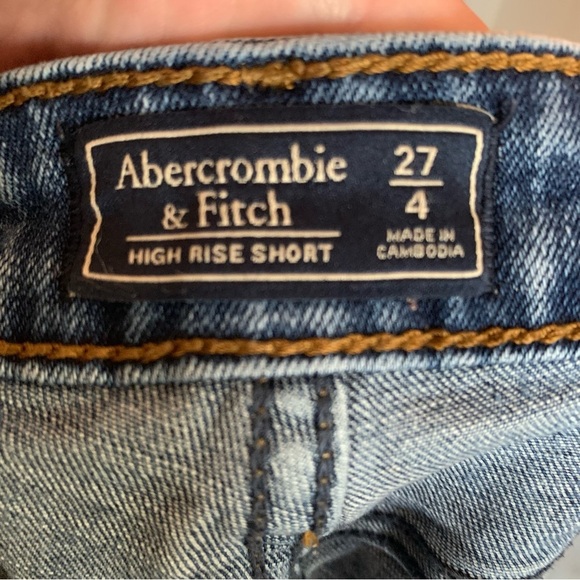 Abercrombie
& Fitch
HIGH RISE SHORT
27
4
MADE IN
CAMBODIA